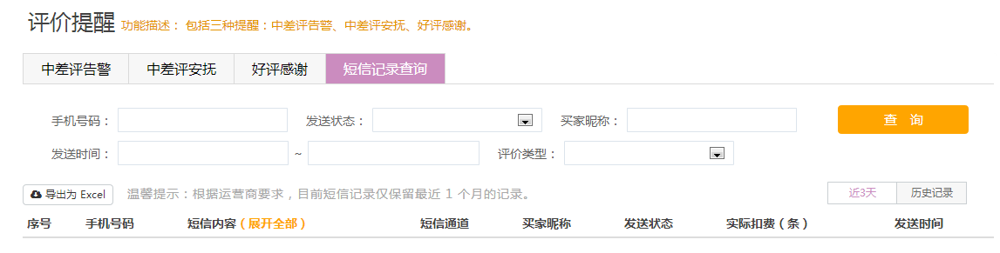 评价提醒 功能描述： 包括三种提醒：中差评告警、中差评安抚、好评感谢。
中差评告警 中差评安抚 好评感谢 短信记录查询
手机号码： 发送状态： 买家昵称： 查 询
发送时间： ~ 评价类型：
导出为 Excel 温馨提示：根据运营商要求，目前短信记录仅保留最近 1 个月的记录。 近3天 历史记录
序号 手机号码 短信内容（展开全部） 短信通道 买家昵称 发送状态 实际扣费（条） 发送时间